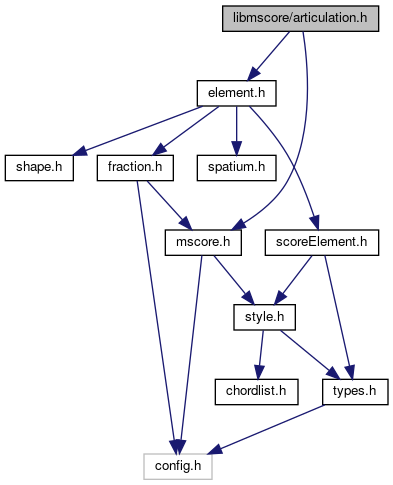 libmscore/articulation.h
element.h
shape.h
fraction.h
spatium.h
mscore.h
scoreElement.h
style.h
chordlist.h
types.h
config.h